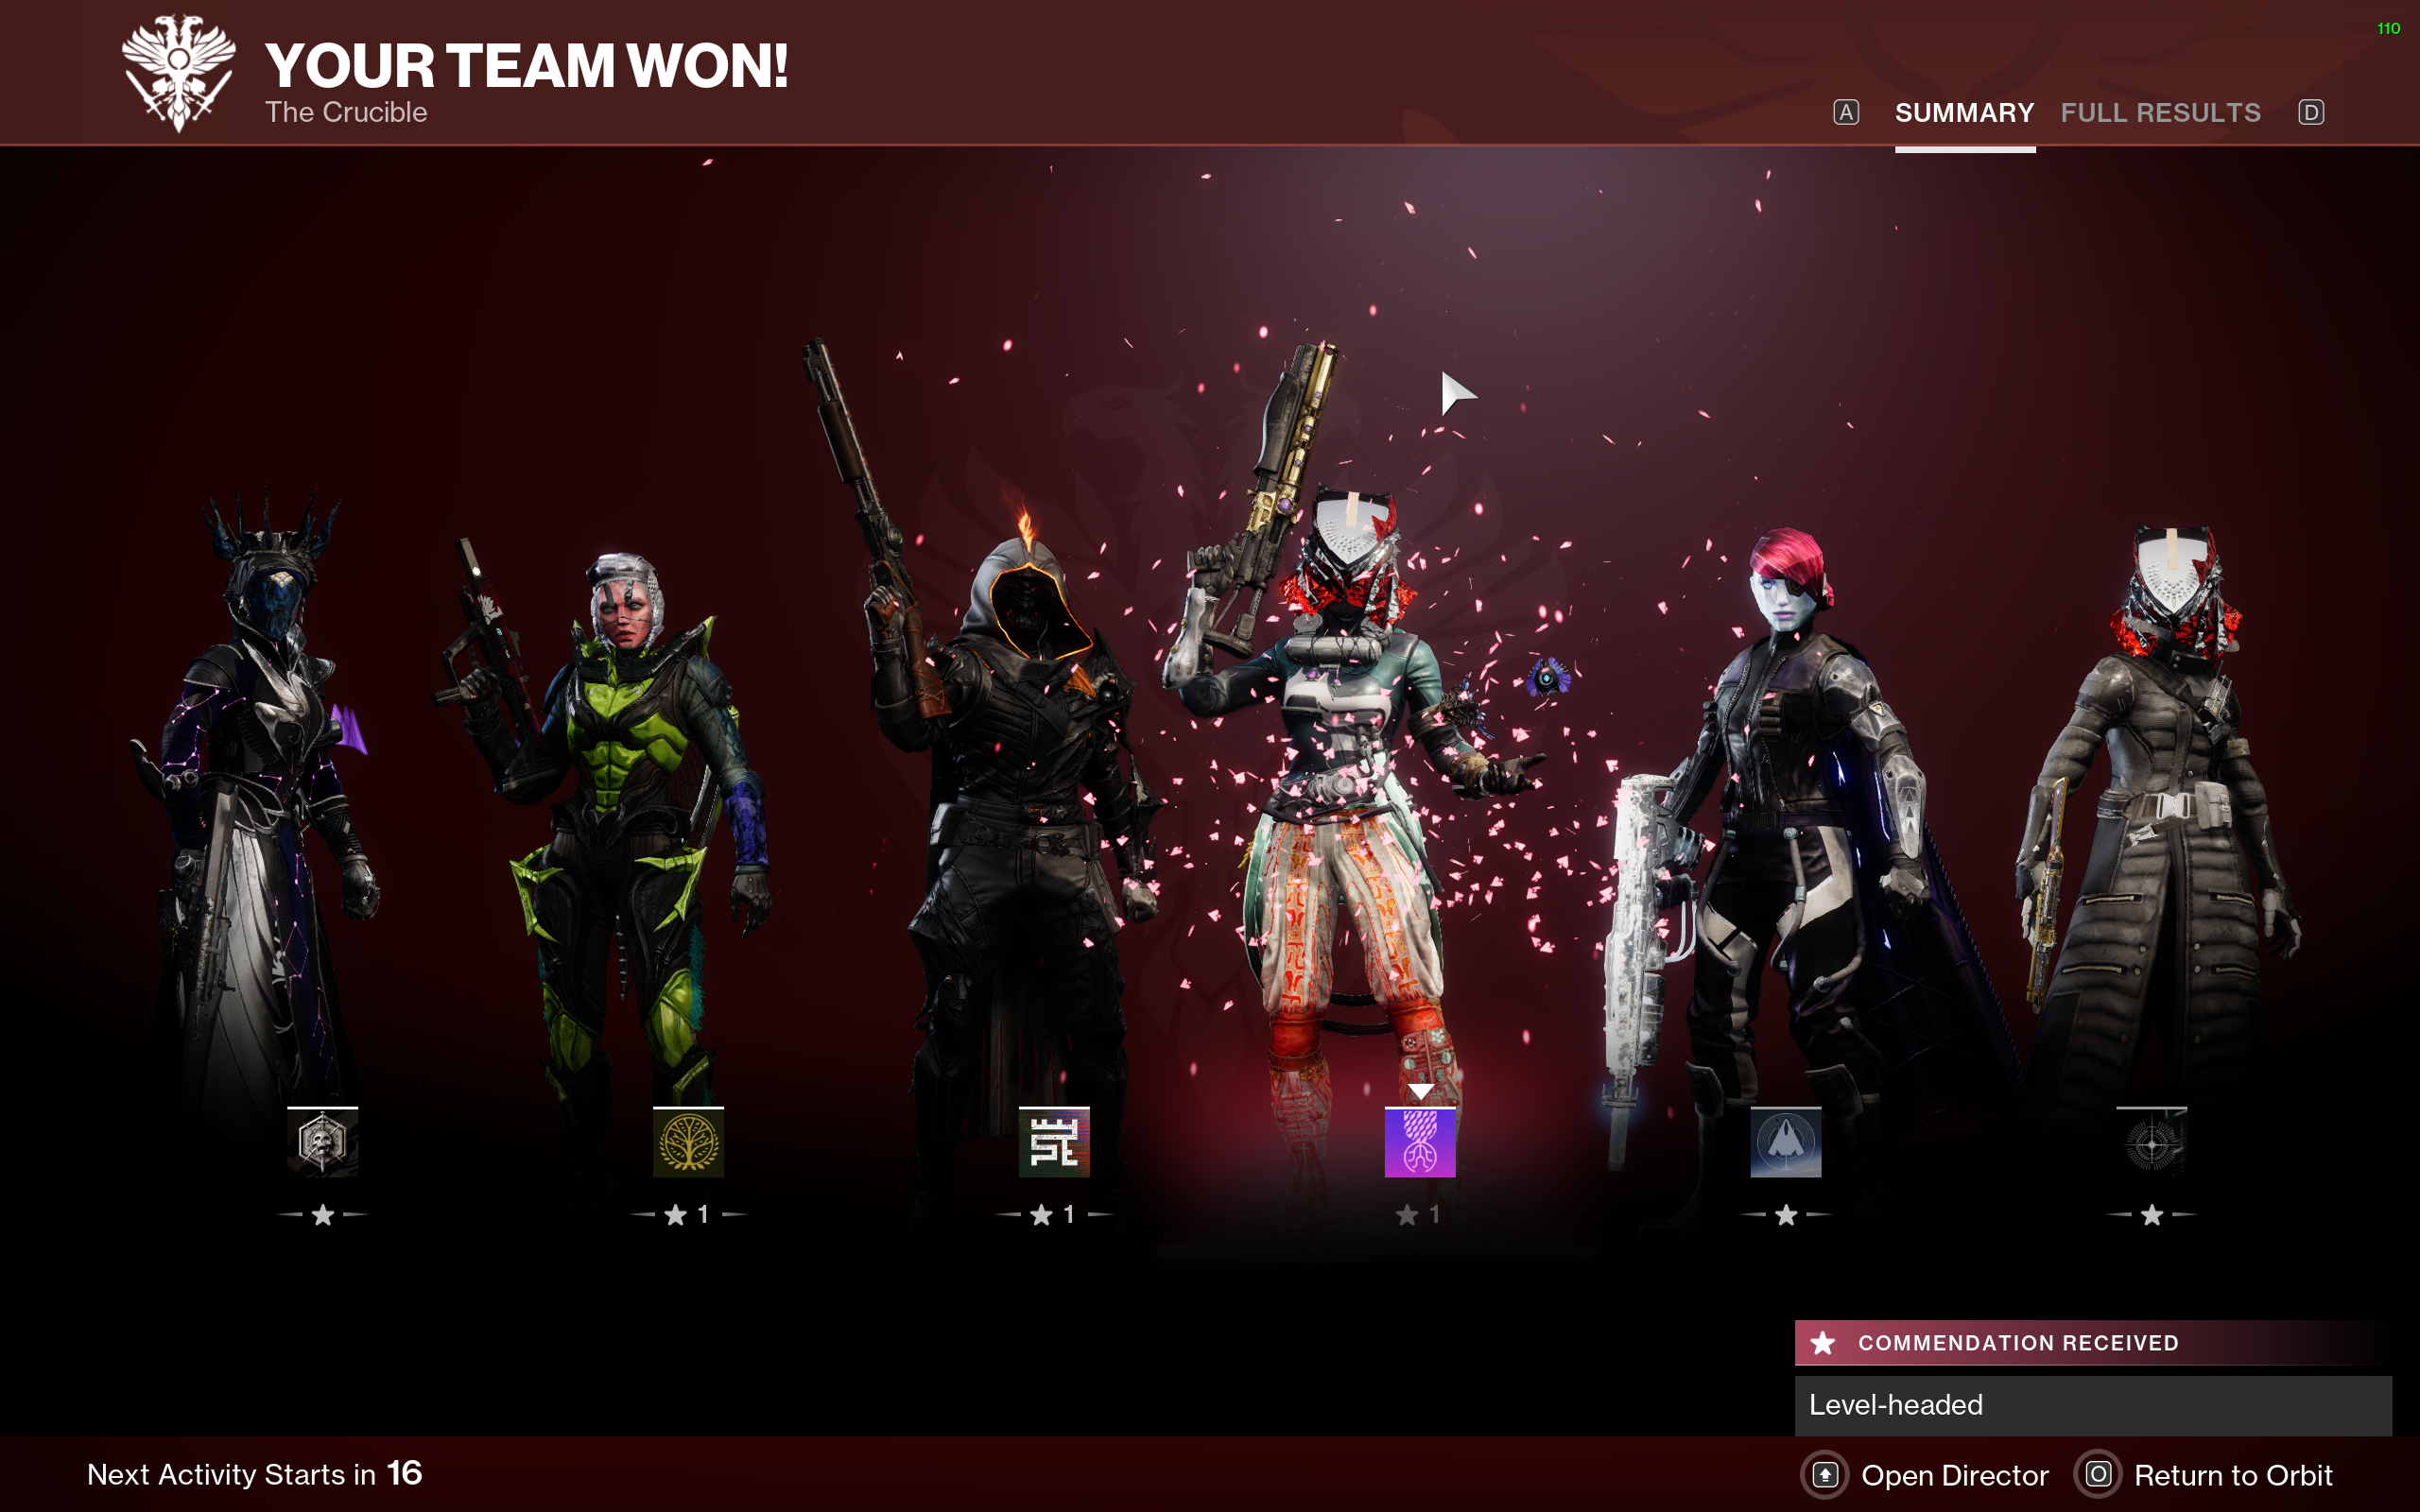 110
YOUR TEAM WON!
The Crucible
A SUMMARY FULL RESULTS D
1
1
1
COMMENDATION RECEIVED
Level-headed
Next Activity Starts in 16
Open Director O Return to Orbit